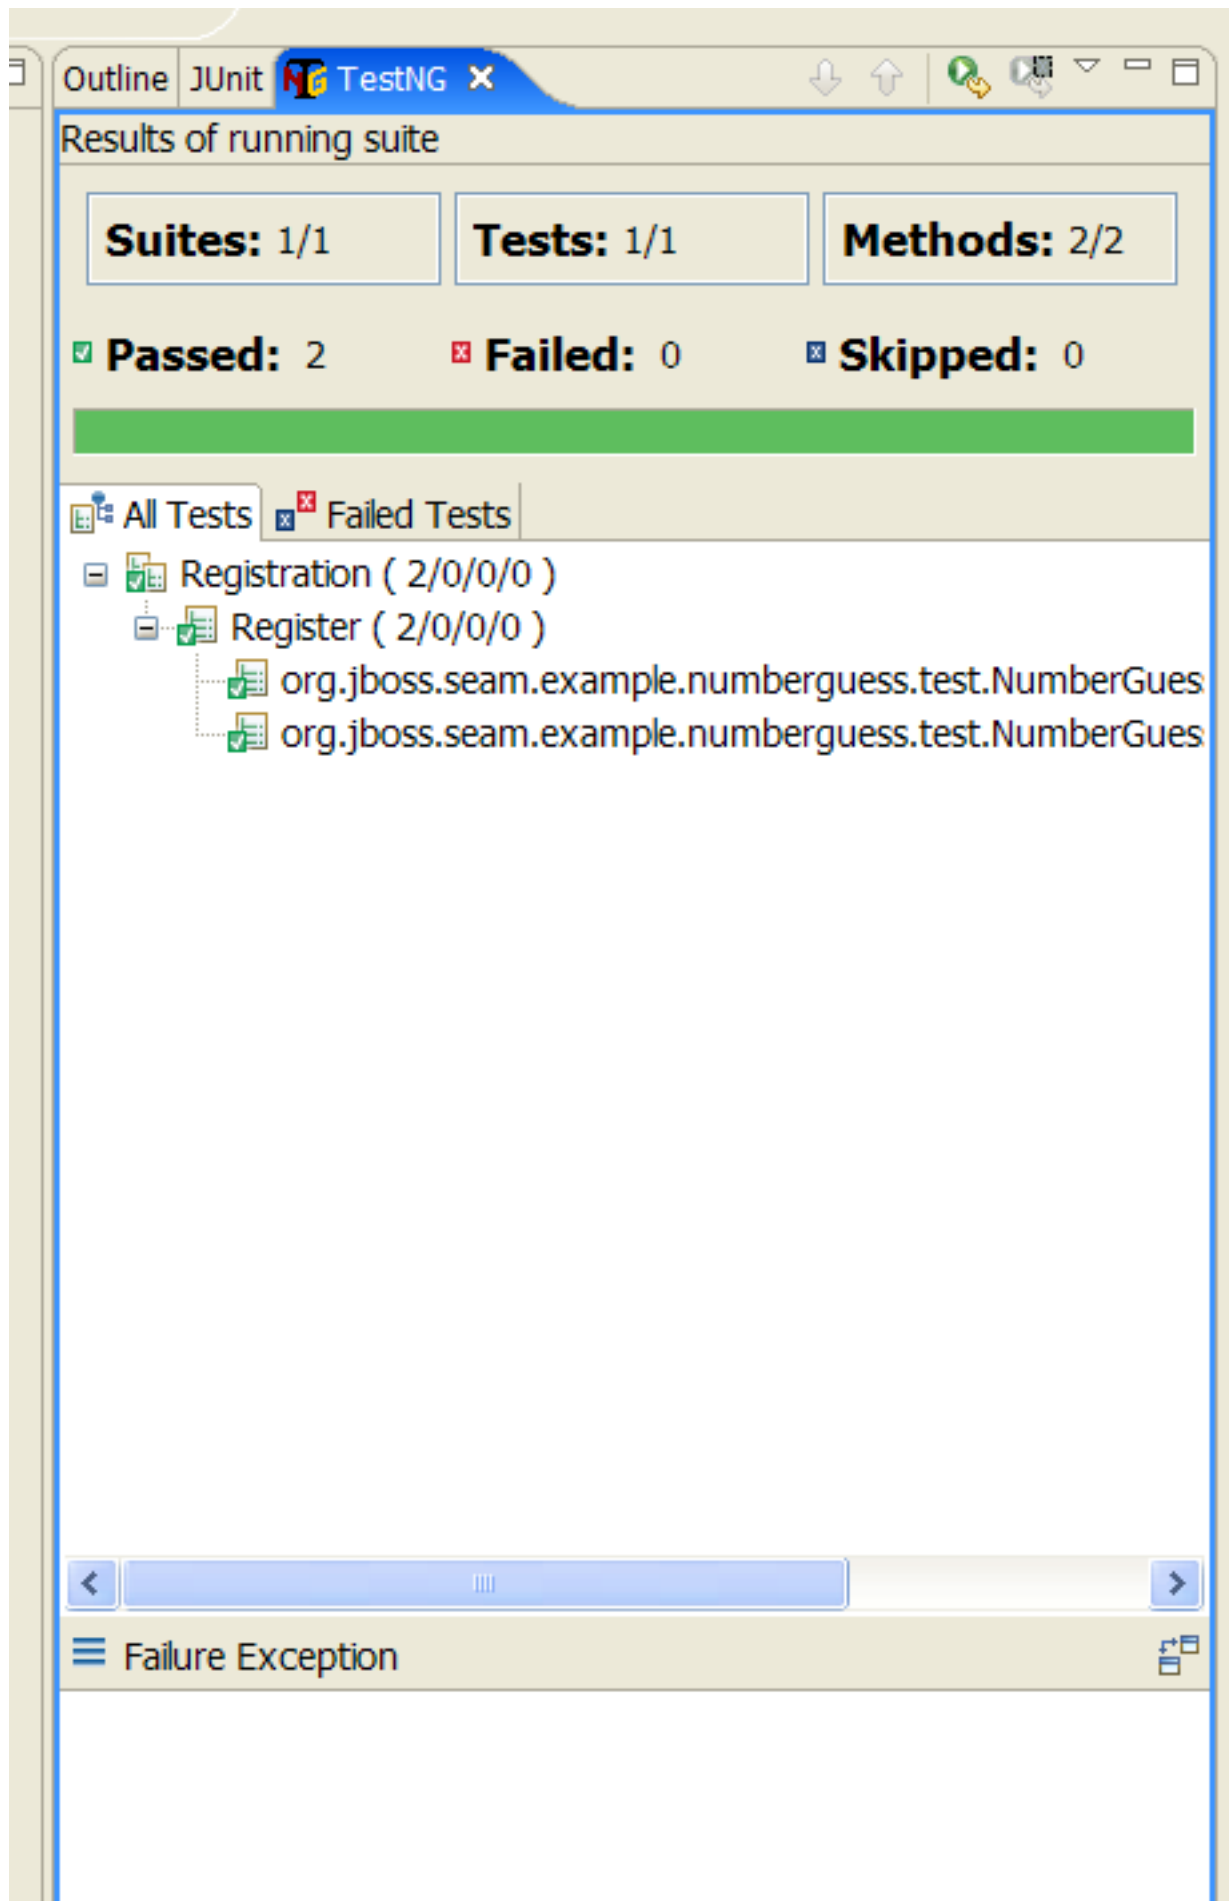 Outline JUnit TestNG
Results of running suite
Suites: 1/1 Tests: 1/1 Methods: 2/2
Passed: 2 Failed: 0 Skipped: 0
All Tests Failed Tests
Registration ( 2/0/0/0 )
Register ( 2/0/0/0 )
org.jboss.seam.example.numberguess.test.NumberGues
org.jboss.seam.example.numberguess.test.NumberGues
Failure Exception